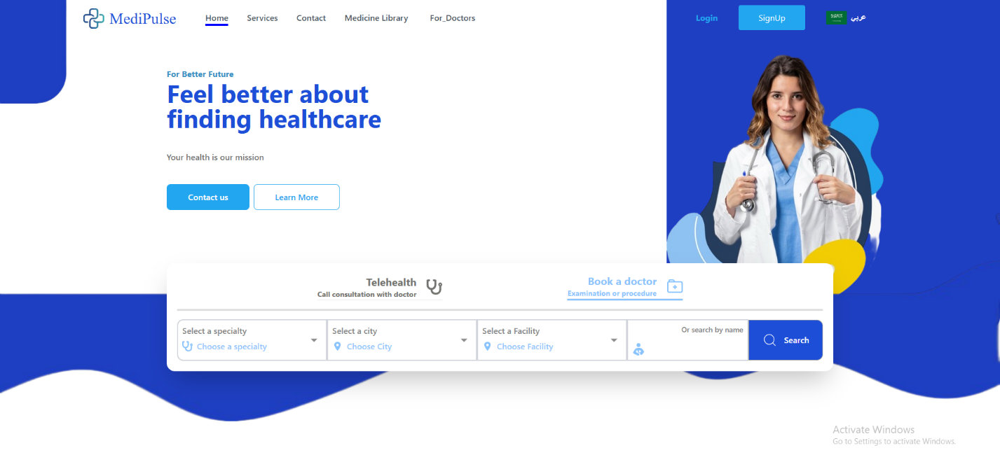 MediPulse
Home Services Contact Medicine Library For_Doctors Login SignUp عربي
For Better Future
Feel better about
finding healthcare
Your health is our mission
Contact us Learn More
Telehealth
Call consultation with doctor
Book a doctor
Examination or procedure
Select a specialty
Choose a specialty
Select a city
Choose City
Select a Facility
Choose Facility
Or search by name
Search
Activate Windows
Go to Settings to activate Windows.